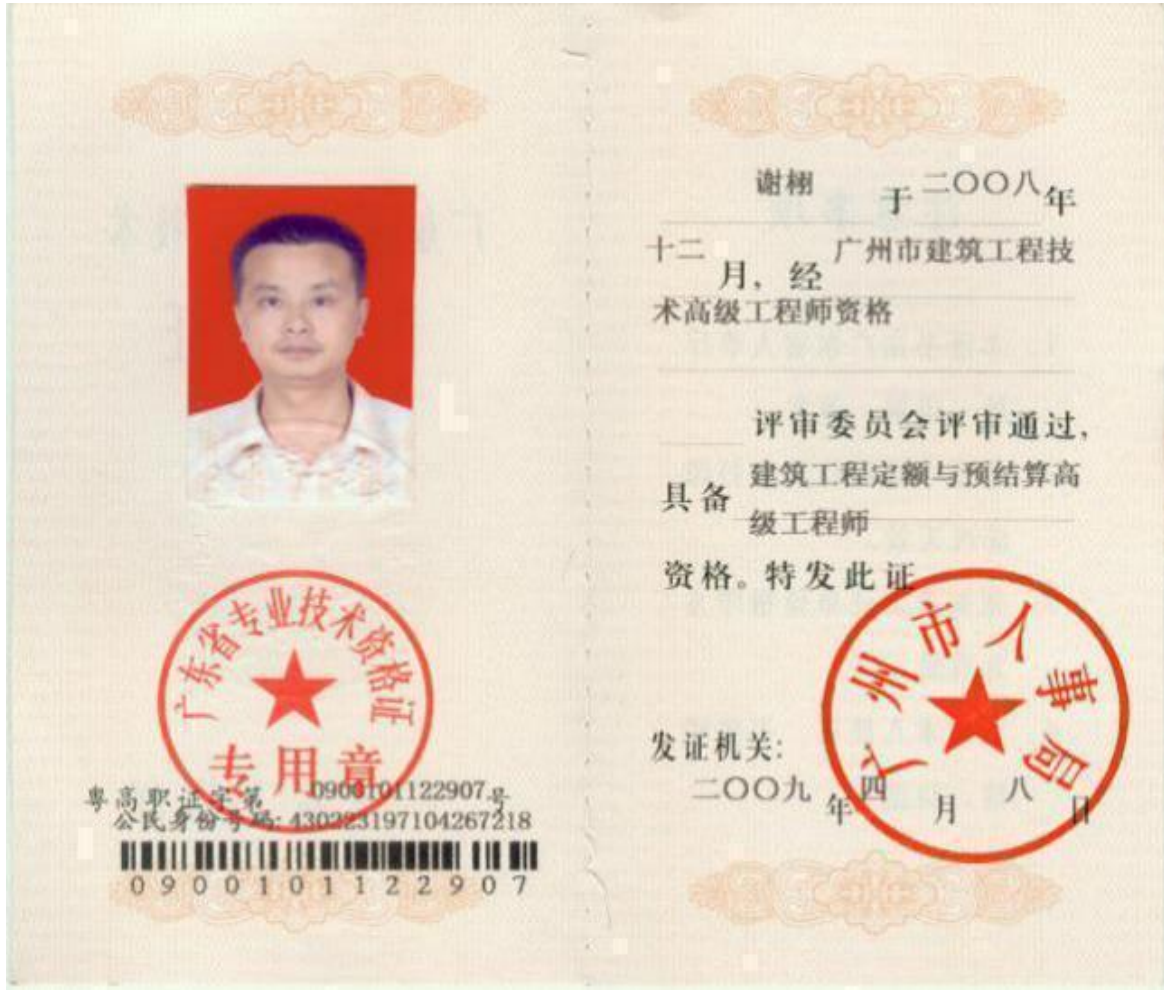 广东省专业技术资格证
专用章
粤高职证字第 0900101122907 号
公民身份号码: 430223197104267218
0900101122907
谢栩 于 二〇〇八 年
十二 月, 经 广州市建筑工程技
术高级工程师资格
评审委员会评审通过,
具备 建筑工程定额与预结算高
级工程师
资格。特发此证
广州市人事局
发证机关:
二〇〇九 年 四 月 八 日